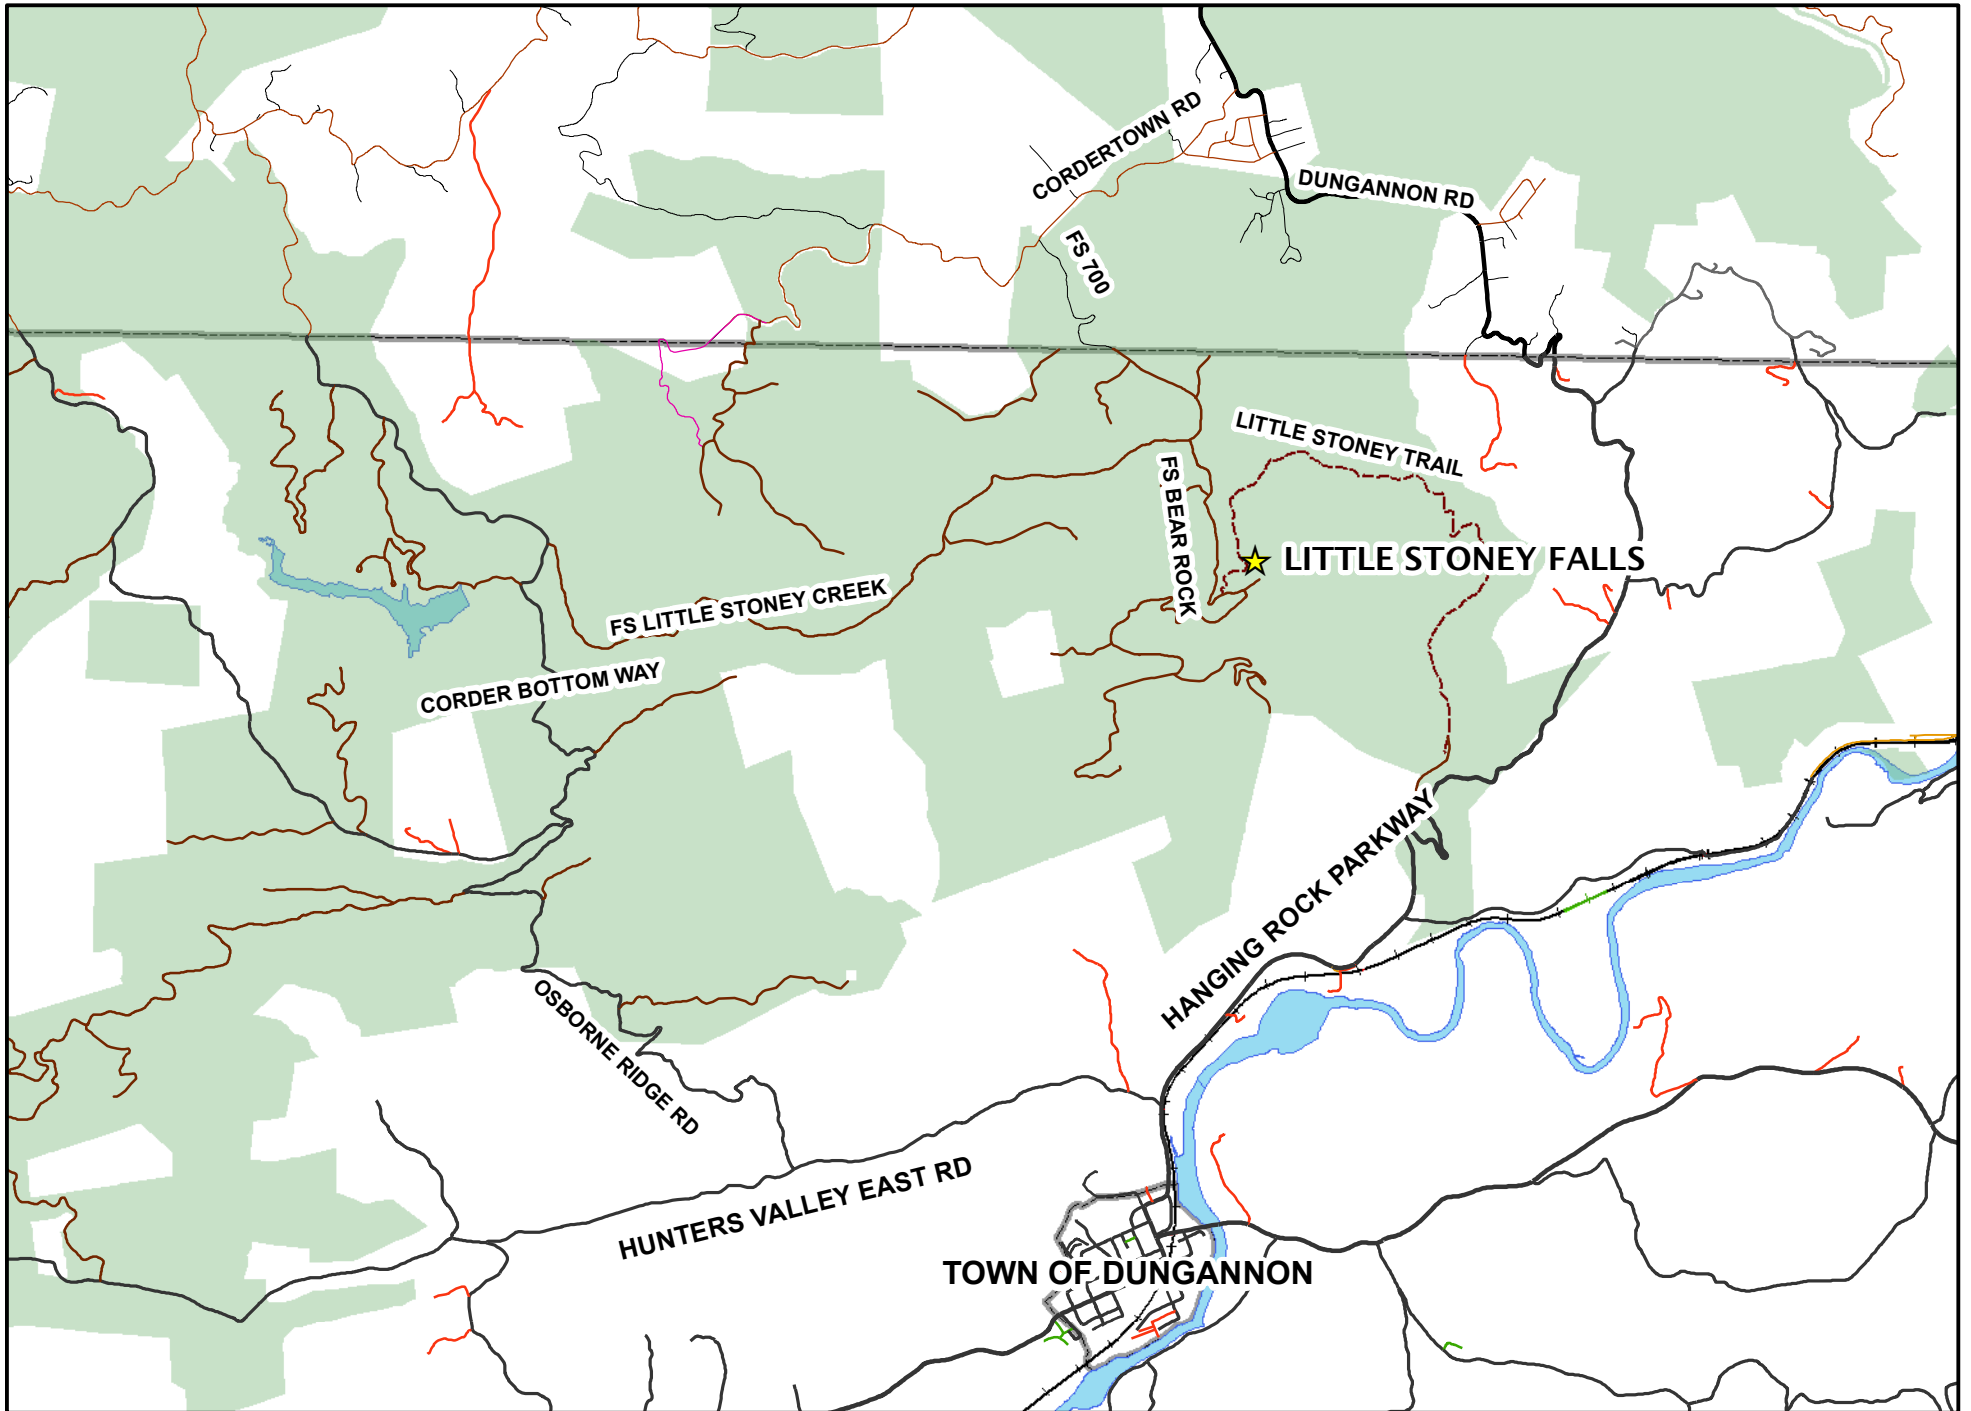 CORDERTOWN RD
DUNGANNON RD
FS 700
LITTLE STONEY TRAIL
FS BEAR ROCK
LITTLE STONEY FALLS
FS LITTLE STONEY CREEK
CORDER BOTTOM WAY
HANGING ROCK PARKWAY
OSBORNE RIDGE RD
HUNTERS VALLEY EAST RD
TOWN OF DUNGANNON